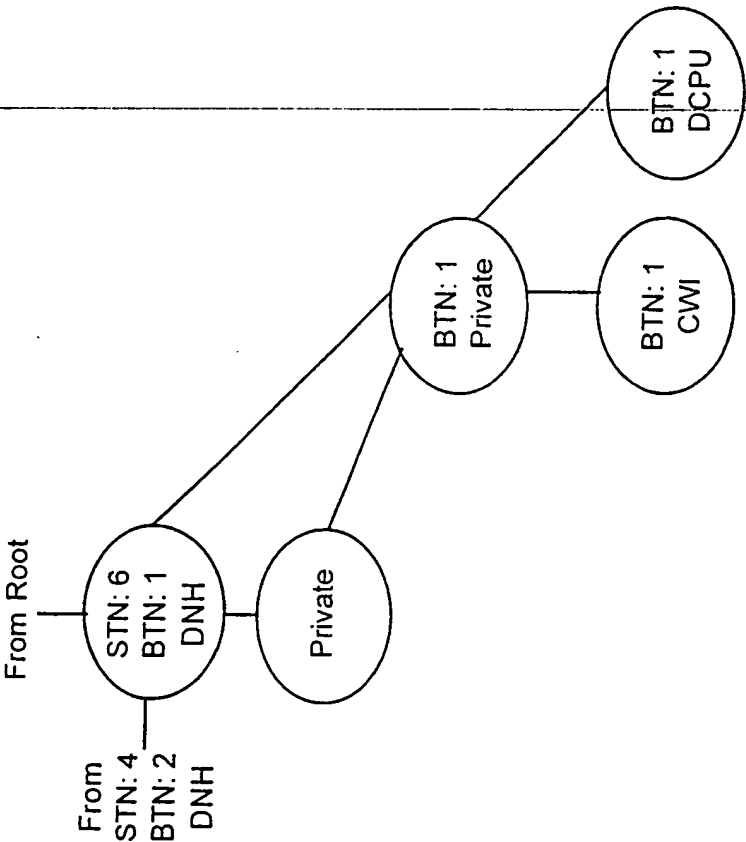 From Root
From
STN: 4
BTN: 2
DNH
STN: 6
BTN: 1
DNH
Private
BTN: 1
Private
BTN: 1
CWI
BTN: 1
DCPU